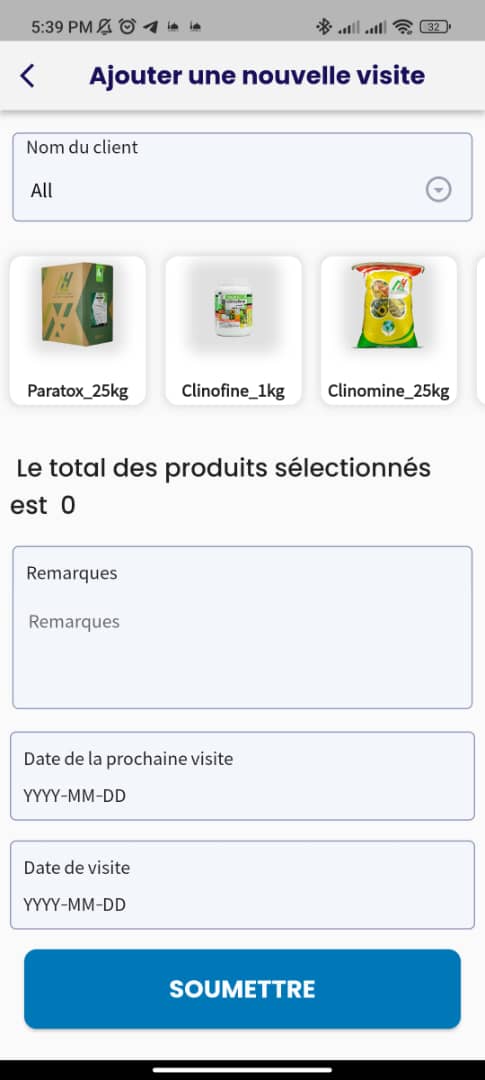 5:39 PM
32
Ajouter une nouvelle visite
Nom du client
All
Paratox_25kg
Clinofine_1kg
Clinomine_25kg
Le total des produits sélectionnés
est 0
Remarques
Remarques
Date de la prochaine visite
YYYY-MM-DD
Date de visite
YYYY-MM-DD
SOUMETTRE